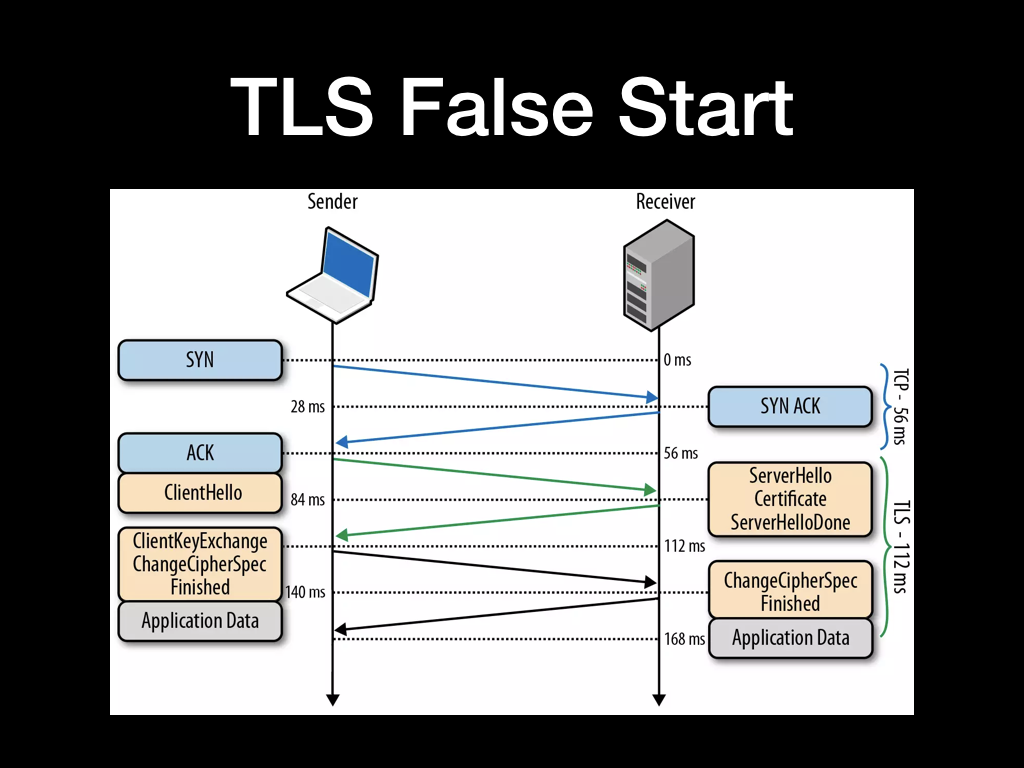 TLS False Start
Sender
Receiver
SYN
0 ms
28 ms
SYN ACK
TCP - 56 ms
ACK
56 ms
ClientHello
84 ms
ServerHello
Certificate
ServerHelloDone
TLS - 112 ms
ClientKeyExchange
ChangeCipherSpec
Finished
112 ms
140 ms
ChangeCipherSpec
Finished
Application Data
168 ms
Application Data